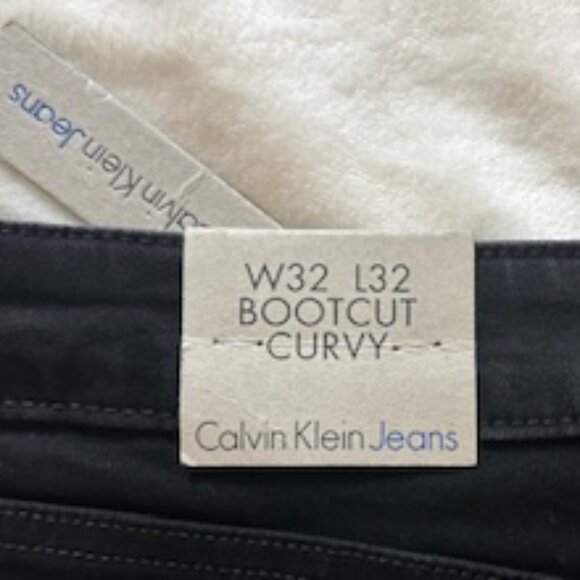 Calvin Klein Jeans
W32 L32
BOOTCUT
CURVY
Calvin Klein Jeans